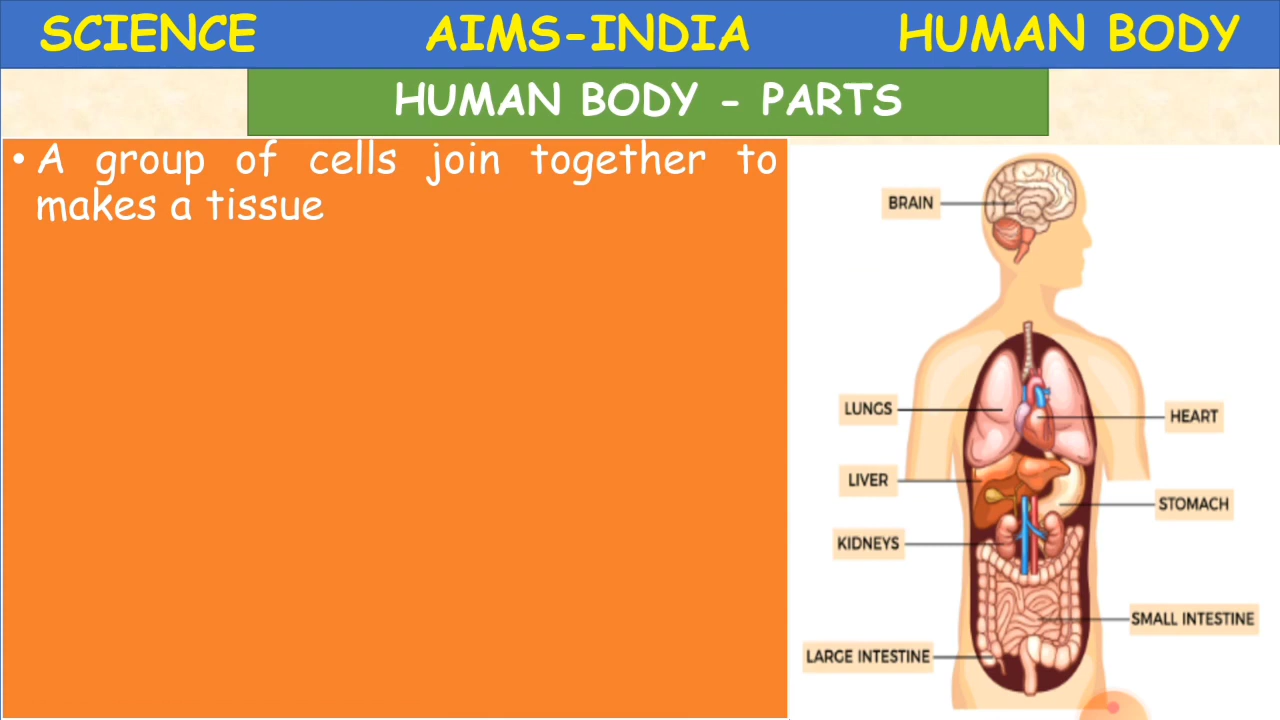 SCIENCE AIMS-INDIA HUMAN BODY
HUMAN BODY - PARTS
• A group of cells join together to
makes a tissue
BRAIN
LUNGS
HEART
LIVER
STOMACH
KIDNEYS
SMALL INTESTINE
LARGE INTESTINE